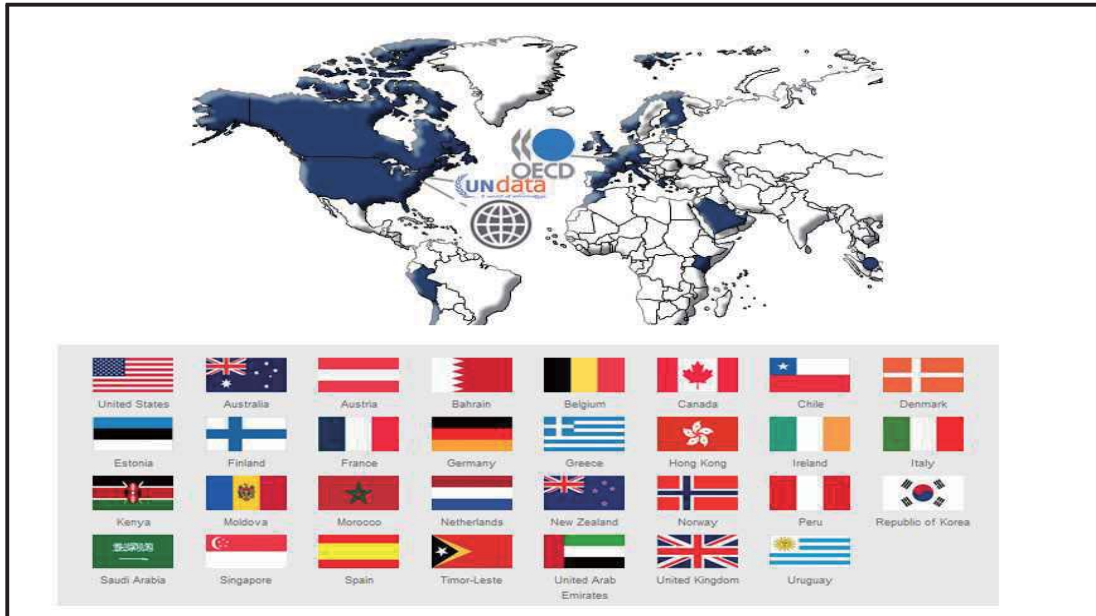 OECD
UNdata
United States
Australia
Austria
Bahrain
Belgium
Canada
Chile
Denmark
Estonia
Finland
France
Germany
Greece
Hong Kong
Ireland
Italy
Kenya
Moldova
Morocco
Netherlands
New Zealand
Norway
Peru
Republic of Korea
Saudi Arabia
Singapore
Spain
Timor-Leste
United Arab
Emirates
United Kingdom
Uruguay